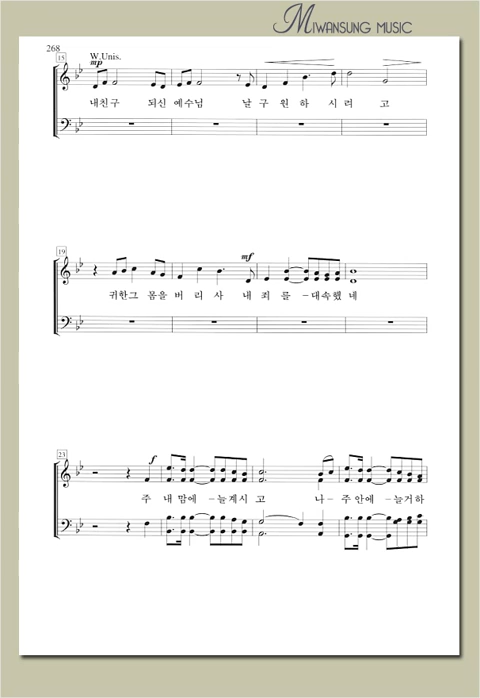 MIWANSUNG MUSIC
268
15
W.Unis.
mp
내친구 되신 예수님 날 구 원 하 시 려 고
19
mf
귀한그 몸을 버 리 사 내 죄 를 -대속했 네
23
f
주 내 맘에 -늘계시 고 나- 주 안에 -늘거하